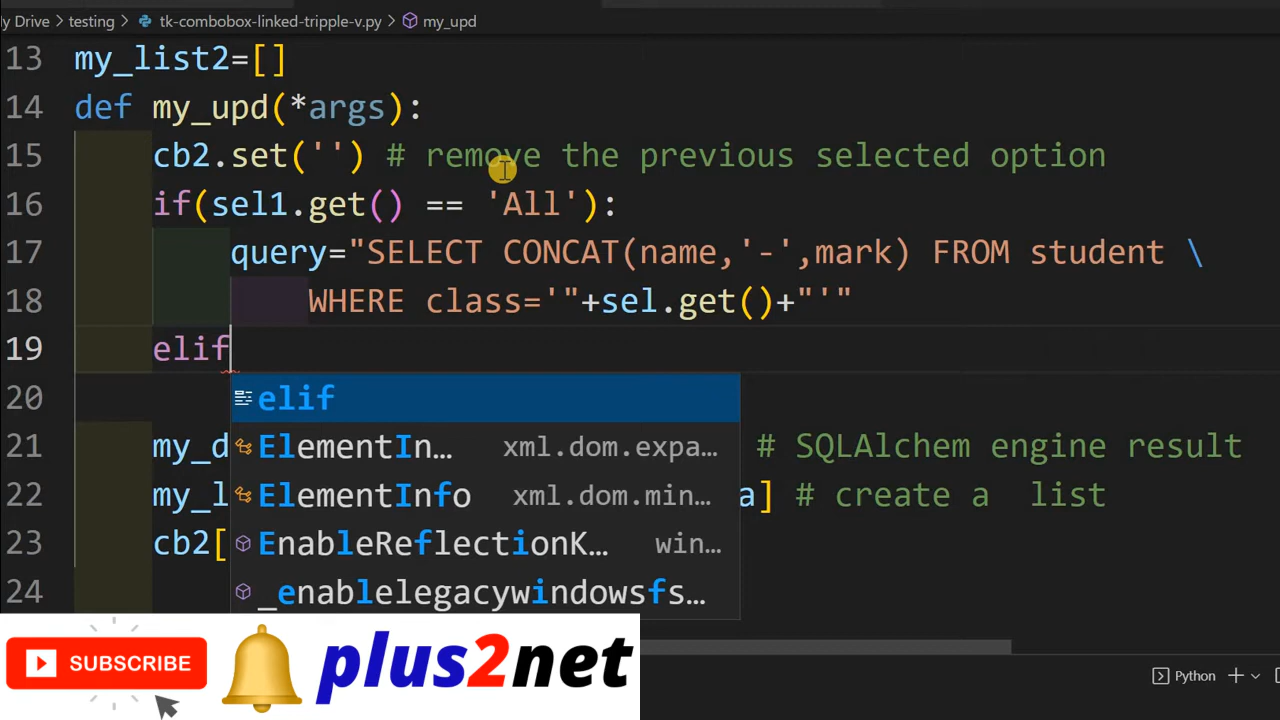 y Drive > testing > tk-combobox-linked-tripple-v.py > my_upd
13 my_list2=[]
14 def my_upd(*args):
15 cb2.set('') # remove the previous selected option
16 if(sel1.get() == 'All'):
17 query="SELECT CONCAT(name,'-',mark) FROM student \
18 WHERE class='"+sel.get()+"'"
19 elif
20 elif
ElementIn… xml.dom.expa…
21 my_d # SQLAlchem engine result
ElementInfo xml.dom.min…
22 my_l a] # create a list
EnableReflectionK… win…
23 cb2[
_enablelegacywindowsfs…
24
SUBSCRIBE
plus2net
Python